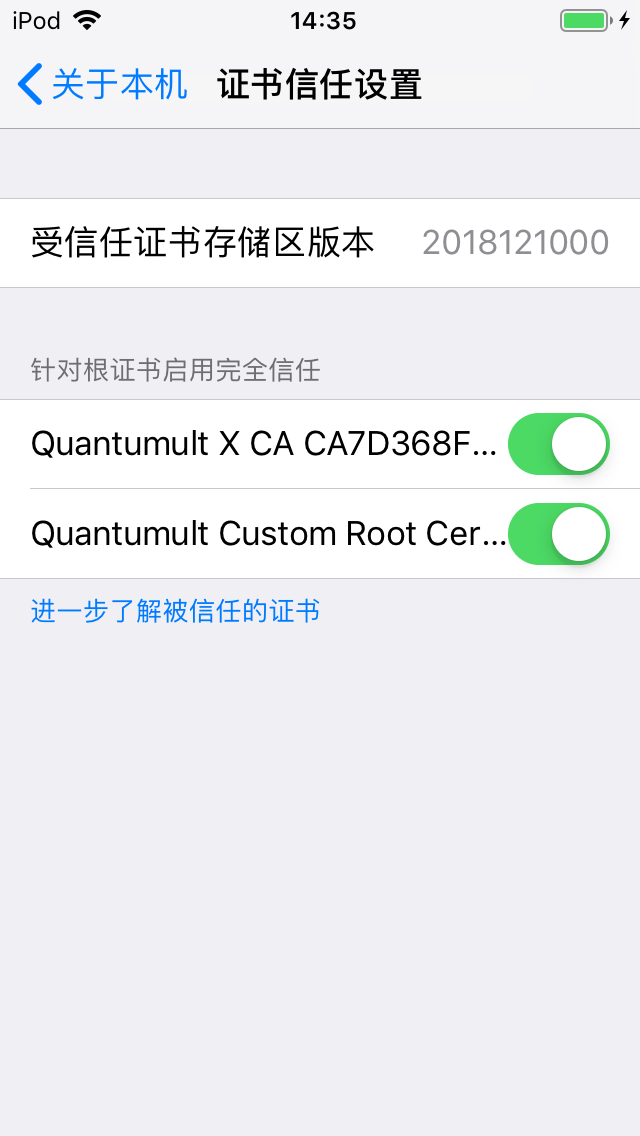 iPod 14:35
关于本机 证书信任设置
受信任证书存储区版本 2018121000
针对根证书启用完全信任
Quantumult X CA CA7D368F...
Quantumult Custom Root Cer...
进一步了解被信任的证书